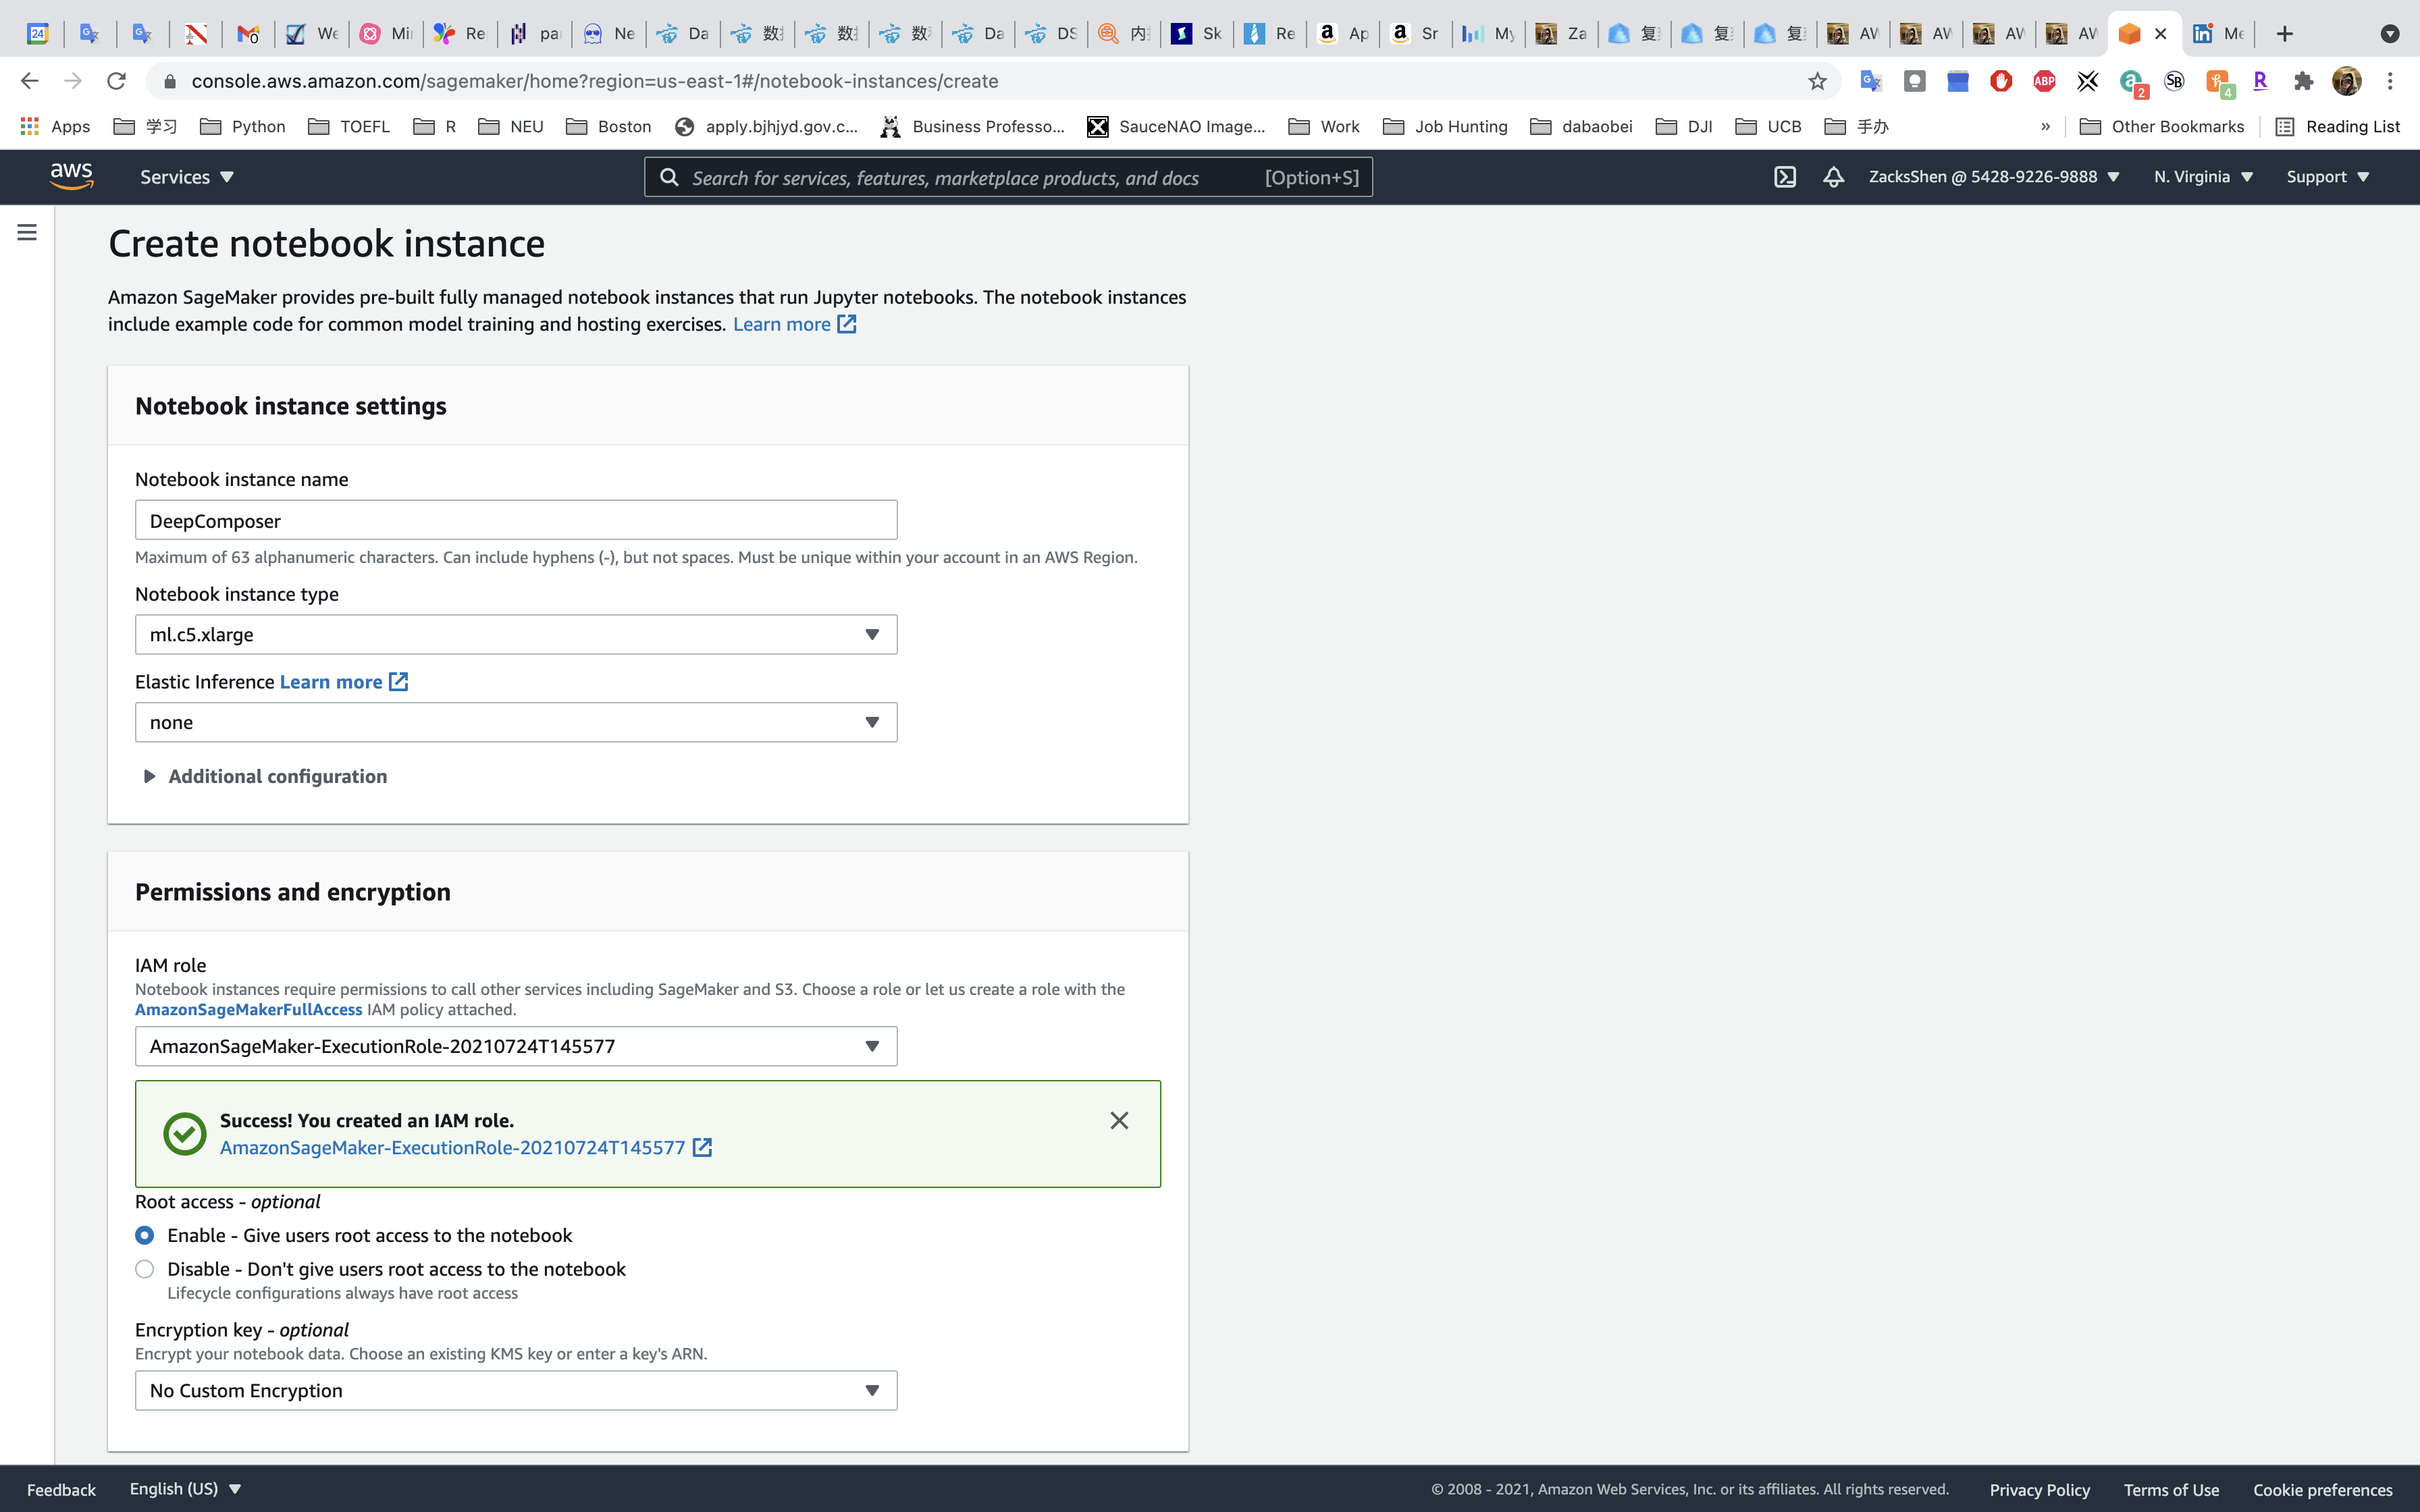 24 We Mi Re pa Ne Da 数 数 数 Da DS 内 Sk Re Ap Sr My Za 复 复 复 AW AW AW AW Me
console.aws.amazon.com/sagemaker/home?region=us-east-1#/notebook-instances/create ABP 2 SB 4 R
Apps 学习 Python TOEFL R NEU Boston apply.bjhjyd.gov.c... Business Professo... SauceNAO Image... Work Job Hunting dabaobei DJI UCB 手办 » Other Bookmarks Reading List
aws Services Search for services, features, marketplace products, and docs [Option+S] ZacksShen @ 5428-9226-9888 N. Virginia Support
Create notebook instance
Amazon SageMaker provides pre-built fully managed notebook instances that run Jupyter notebooks. The notebook instances
include example code for common model training and hosting exercises. Learn more
Notebook instance settings
Notebook instance name
DeepComposer
Maximum of 63 alphanumeric characters. Can include hyphens (-), but not spaces. Must be unique within your account in an AWS Region.
Notebook instance type
ml.c5.xlarge
Elastic Inference Learn more
none
Additional configuration
Permissions and encryption
IAM role
Notebook instances require permissions to call other services including SageMaker and S3. Choose a role or let us create a role with the
AmazonSageMakerFullAccess IAM policy attached.
AmazonSageMaker-ExecutionRole-20210724T145577
Success! You created an IAM role.
AmazonSageMaker-ExecutionRole-20210724T145577
Root access - optional
Enable - Give users root access to the notebook
Disable - Don't give users root access to the notebook
Lifecycle configurations always have root access
Encryption key - optional
Encrypt your notebook data. Choose an existing KMS key or enter a key's ARN.
No Custom Encryption
Feedback English (US) © 2008 - 2021, Amazon Web Services, Inc. or its affiliates. All rights reserved. Privacy Policy Terms of Use Cookie preferences